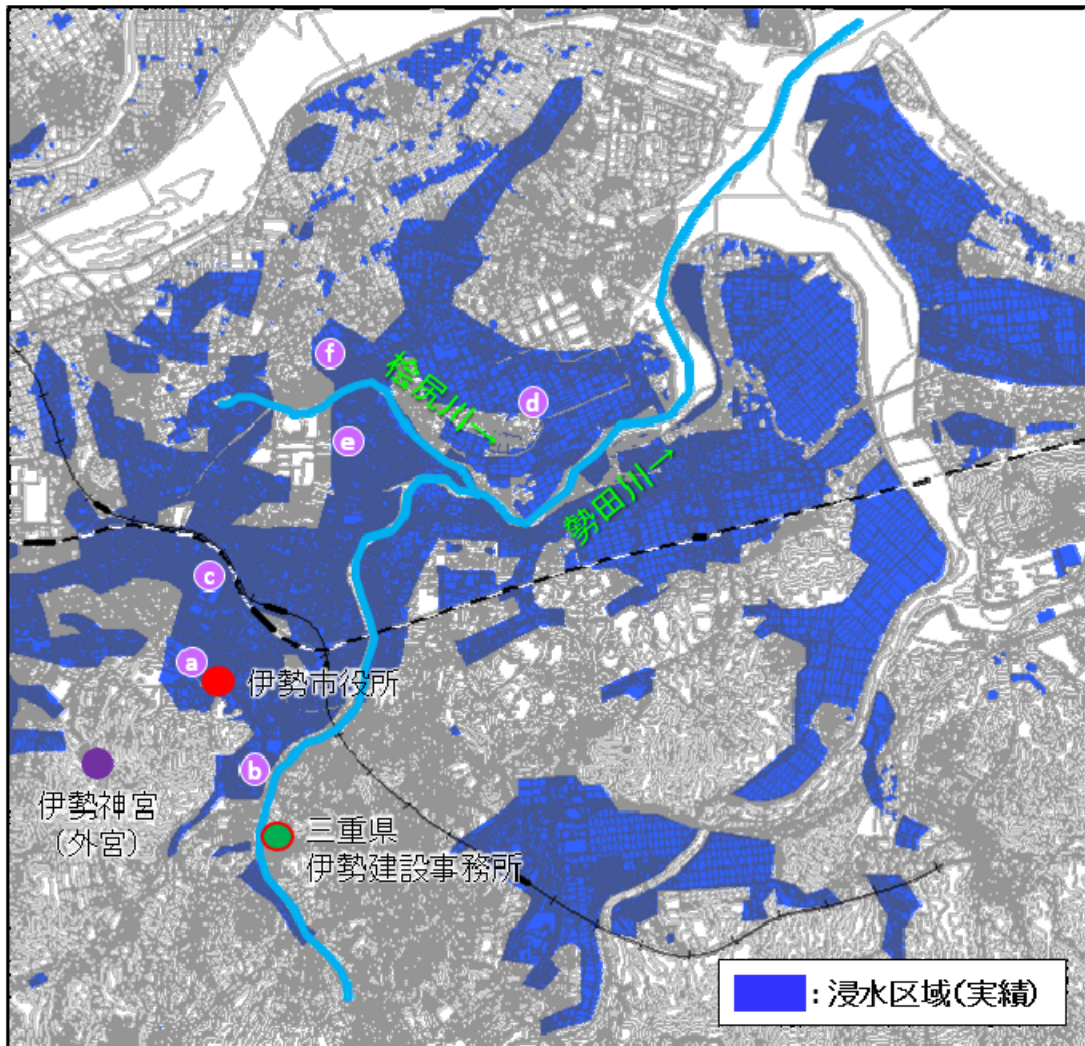 f
桧尻川→
d
e
勢田川→
c
a
伊勢市役所
b
伊勢神宮
（外宮）
三重県
伊勢建設事務所
：浸水区域（実績）